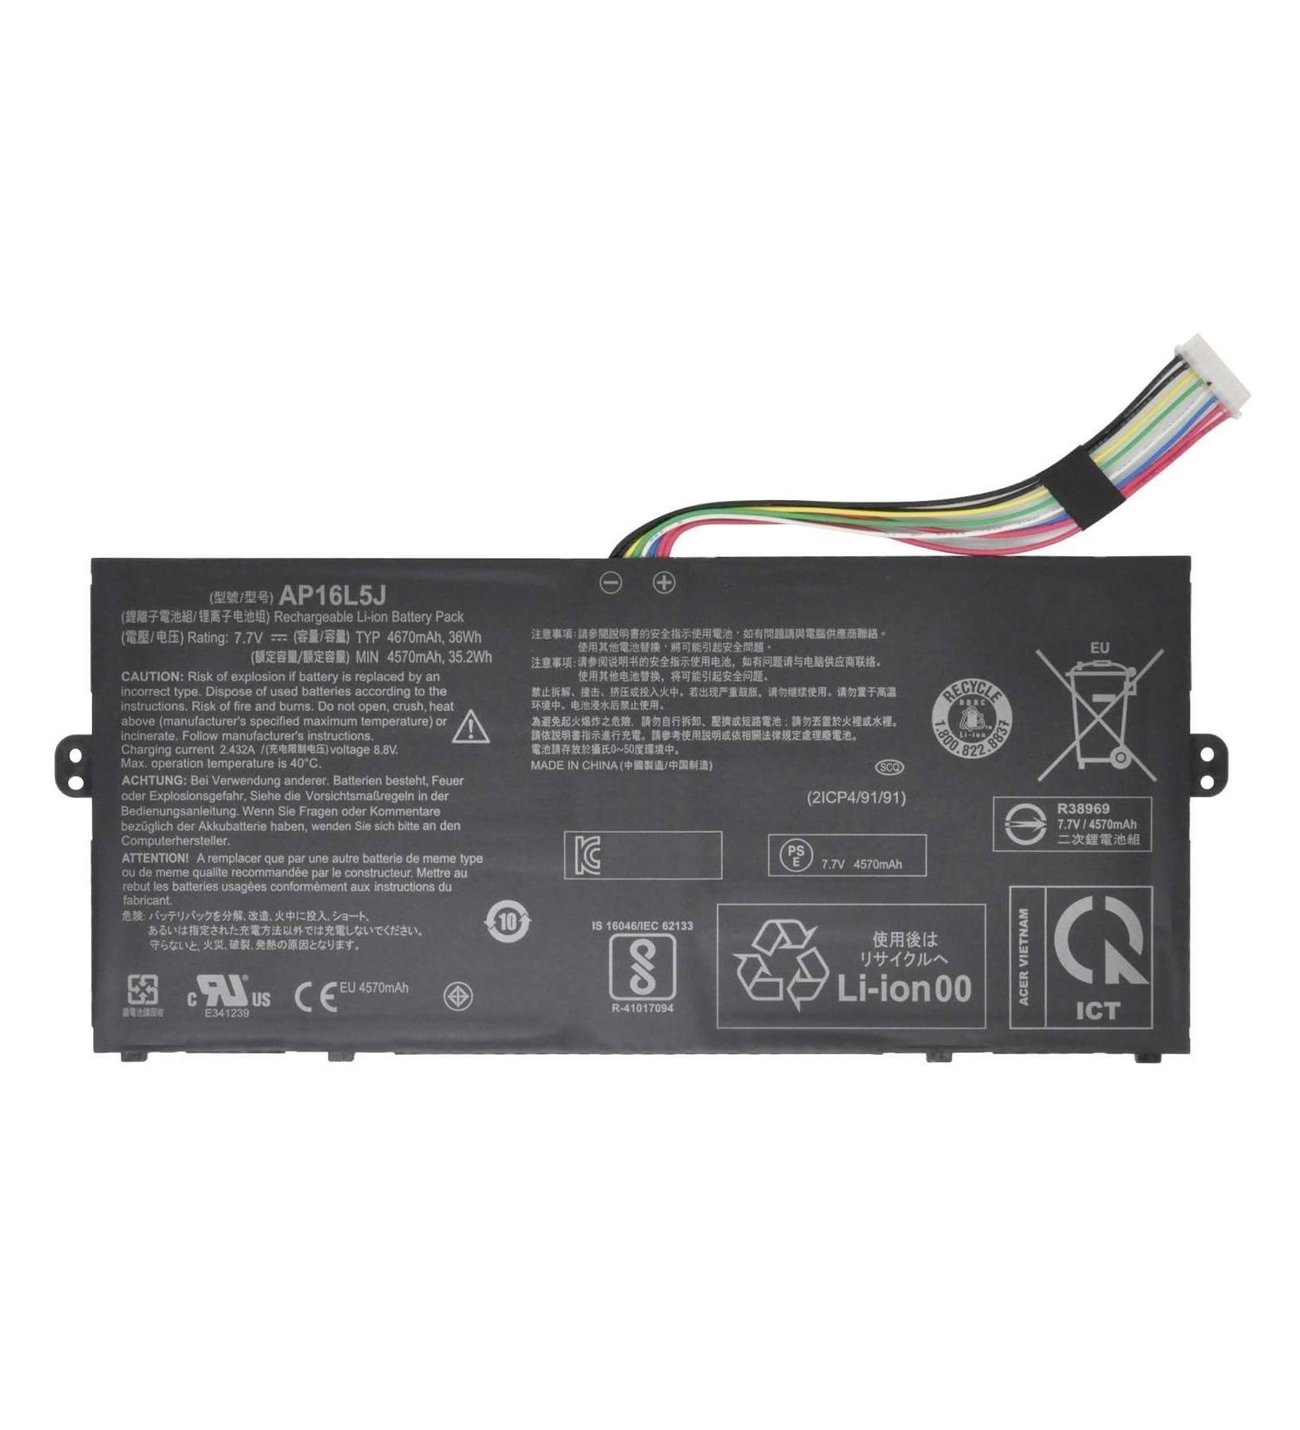 (型號/型号) AP16L5J
(鋰離子電池組/锂离子电池组) Rechargeable Li-ion Battery Pack
(電壓/电压) Rating: 7.7V ⎓ (容量/容量) TYP 4670mAh, 36Wh
(額定容量/额定容量) MIN 4570mAh, 35.2Wh
CAUTION: Risk of explosion if battery is replaced by an
incorrect type. Dispose of used batteries according to the
instructions. Risk of fire and burns. Do not open, crush, heat
above (manufacturer's specified maximum temperature) or
incinerate. Follow manufacturer's instructions.
Charging current 2.432A /(充电限制电压)voltage 8.8V.
Max. operation temperature is 40°C.
ACHTUNG: Bei Verwendung anderer. Batterien besteht, Feuer
oder Explosionsgefahr, Siehe die Vorsichtsmaßregeln in der
Bedienungsanleitung. Wenn Sie Fragen oder Kommentare
bezüglich der Akkubatterie haben, wenden Sie sich bitte an den
Computerhersteller.
ATTENTION! A remplacer que par une autre batterie de meme type
ou de meme qualite recommandée par le constructeur. Mettre au
rebut les batteries usagées conformément aux instructions du
fabricant.
危険: バッテリパックを分解、改造、火中に投入、ショート、
あるいは指定された充電方法以外では充電しないでください。
守らないと、火災、破裂、発熱の原因となります。
廢電池請回收
c UL US
E341239
CE EU 4570mAh
10
− +
注意事項: 請參閱說明書的安全指示使用電池，如有問題請與電腦供應商聯絡。
使用其他電池替換，將可能引起安全問題。
注意事项: 请参阅说明书的安全指示使用电池，如有问题请与电脑供应商联络。
使用其他电池替换，将可能引起安全问题。
禁止拆解、撞击、挤压或投入火中。若出现严重鼓胀，请勿继续使用。请勿置于高温
环境中。电池浸水后禁止使用。
為避免起火爆炸之危險，請勿自行拆卸、壓擠或短路電池；請勿丟置於火裡或水裡。
請依說明書指示進行充電。請參考使用說明或依相關法律規定處理廢電池。
電池請存放於攝氏0~50度環境中。
MADE IN CHINA (中國製造/中国制造)
SCQ
(2ICP4/91/91)
KC
PS
E 7.7V 4570mAh
IS 16046/IEC 62133
R-41017094
使用後は
リサイクルへ
Li-ion00
RECYCLE
RBRC
Li-ion
1.800.822.8837
EU
R38969
7.7V / 4570mAh
二次鋰電池組
ACER VIETNAM
ICT